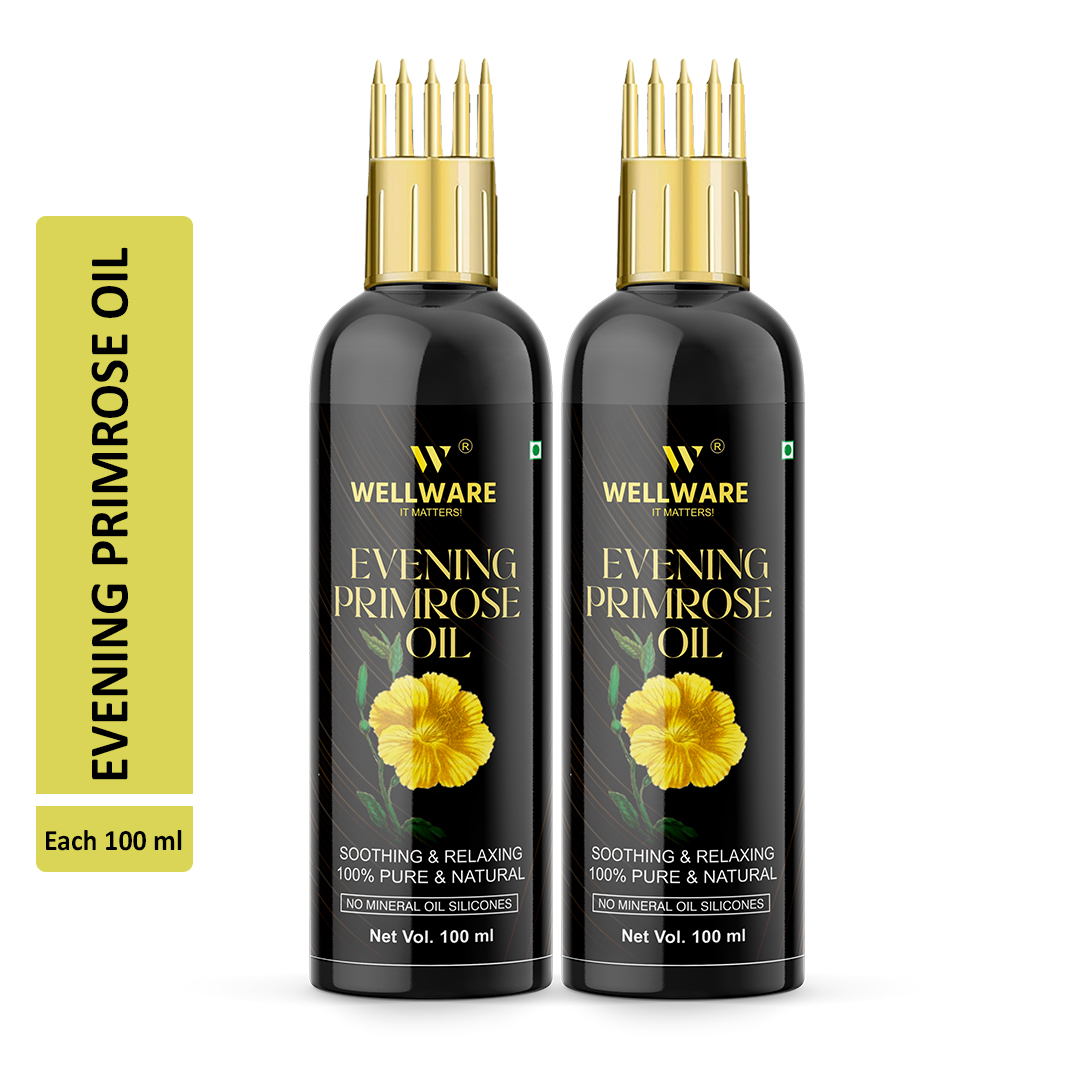 EVENING PRIMROSE OIL
Each 100 ml
W ®
WELLWARE
IT MATTERS!
EVENING
PRIMROSE
OIL
SOOTHING & RELAXING
100% PURE & NATURAL
NO MINERAL OIL SILICONES
Net Vol. 100 ml
W ®
WELLWARE
IT MATTERS!
EVENING
PRIMROSE
OIL
SOOTHING & RELAXING
100% PURE & NATURAL
NO MINERAL OIL SILICONES
Net Vol. 100 ml